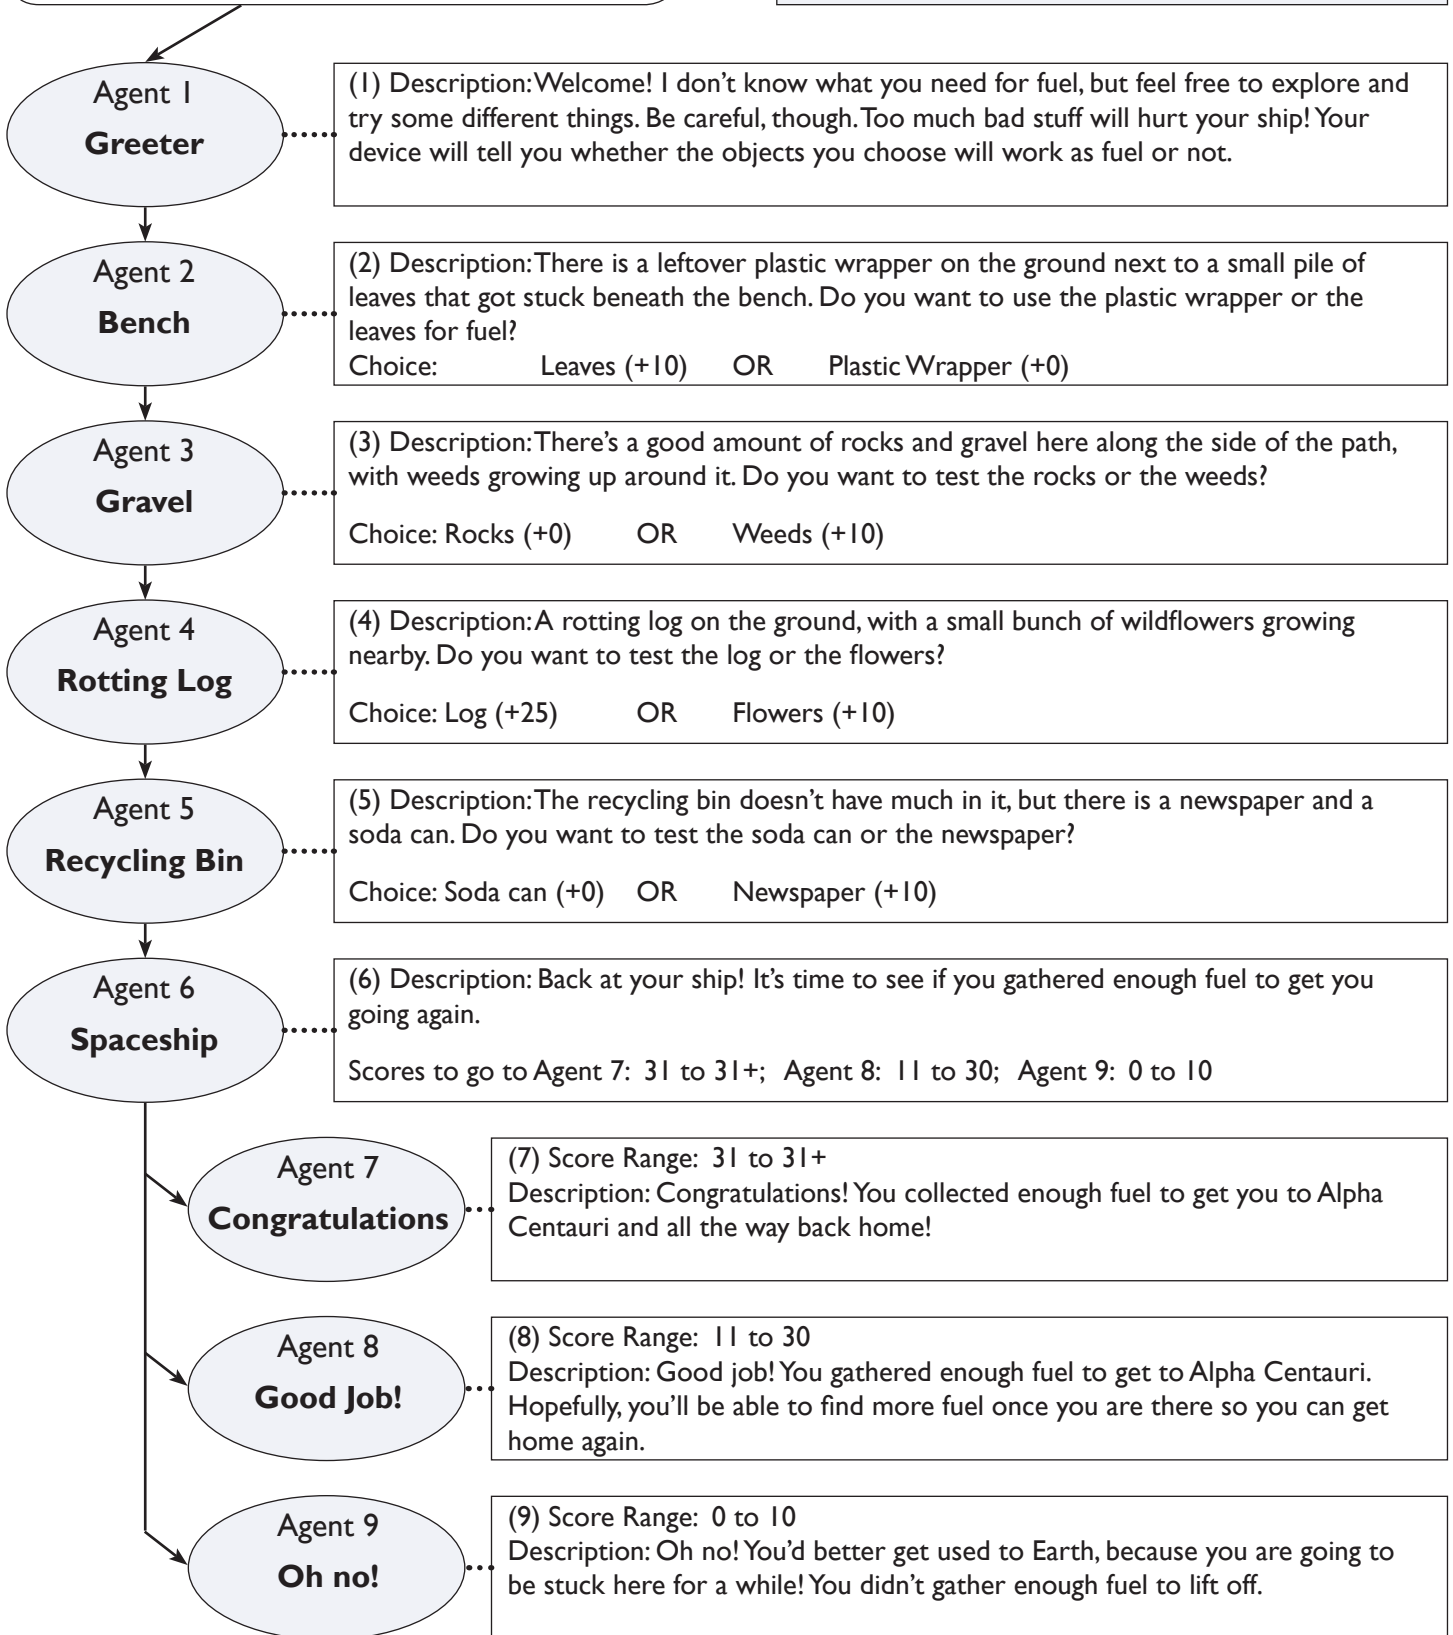 Agent 1
Greeter
(1) Description: Welcome! I don’t know what you need for fuel, but feel free to explore and
try some different things. Be careful, though. Too much bad stuff will hurt your ship! Your
device will tell you whether the objects you choose will work as fuel or not.
Agent 2
Bench
(2) Description: There is a leftover plastic wrapper on the ground next to a small pile of
leaves that got stuck beneath the bench. Do you want to use the plastic wrapper or the
leaves for fuel?
Choice: Leaves (+10) OR Plastic Wrapper (+0)
Agent 3
Gravel
(3) Description: There’s a good amount of rocks and gravel here along the side of the path,
with weeds growing up around it. Do you want to test the rocks or the weeds?
Choice: Rocks (+0) OR Weeds (+10)
Agent 4
Rotting Log
(4) Description: A rotting log on the ground, with a small bunch of wildflowers growing
nearby. Do you want to test the log or the flowers?
Choice: Log (+25) OR Flowers (+10)
Agent 5
Recycling Bin
(5) Description: The recycling bin doesn’t have much in it, but there is a newspaper and a
soda can. Do you want to test the soda can or the newspaper?
Choice: Soda can (+0) OR Newspaper (+10)
Agent 6
Spaceship
(6) Description: Back at your ship! It’s time to see if you gathered enough fuel to get you
going again.
Scores to go to Agent 7: 31 to 31+; Agent 8: 11 to 30; Agent 9: 0 to 10
Agent 7
Congratulations
(7) Score Range: 31 to 31+
Description: Congratulations! You collected enough fuel to get you to Alpha
Centauri and all the way back home!
Agent 8
Good Job!
(8) Score Range: 11 to 30
Description: Good job! You gathered enough fuel to get to Alpha Centauri.
Hopefully, you’ll be able to find more fuel once you are there so you can get
home again.
Agent 9
Oh no!
(9) Score Range: 0 to 10
Description: Oh no! You’d better get used to Earth, because you are going to
be stuck here for a while! You didn’t gather enough fuel to lift off.